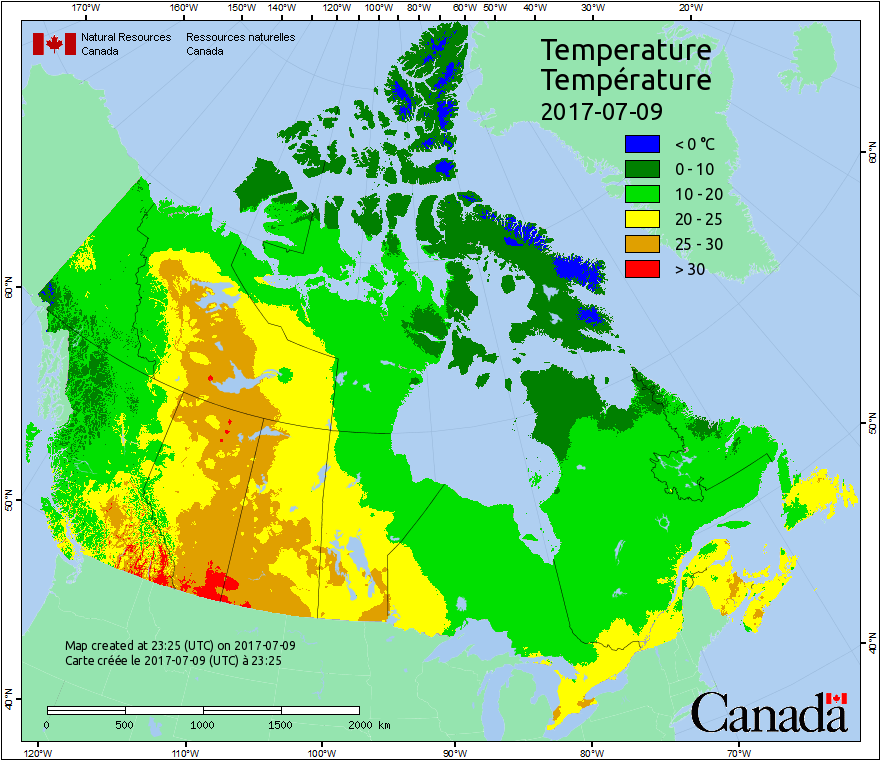 170°W 160°W 150°W 140°W 120°W 100°W 80°W 60°W 50°W 40°W 30°W 20°W
Natural Resources Ressources naturelles
Canada Canada
Temperature
Température
2017-07-09
< 0 °C
0 - 10
10 - 20
20 - 25
25 - 30
> 30
60°N
60°N
50°N
50°N
40°N
40°N
Map created at 23:25 (UTC) on 2017-07-09
Carte créée le 2017-07-09 (UTC) à 23:25
0 500 1000 1500 2000 km
Canada
120°W 110°W 100°W 90°W 80°W 70°W